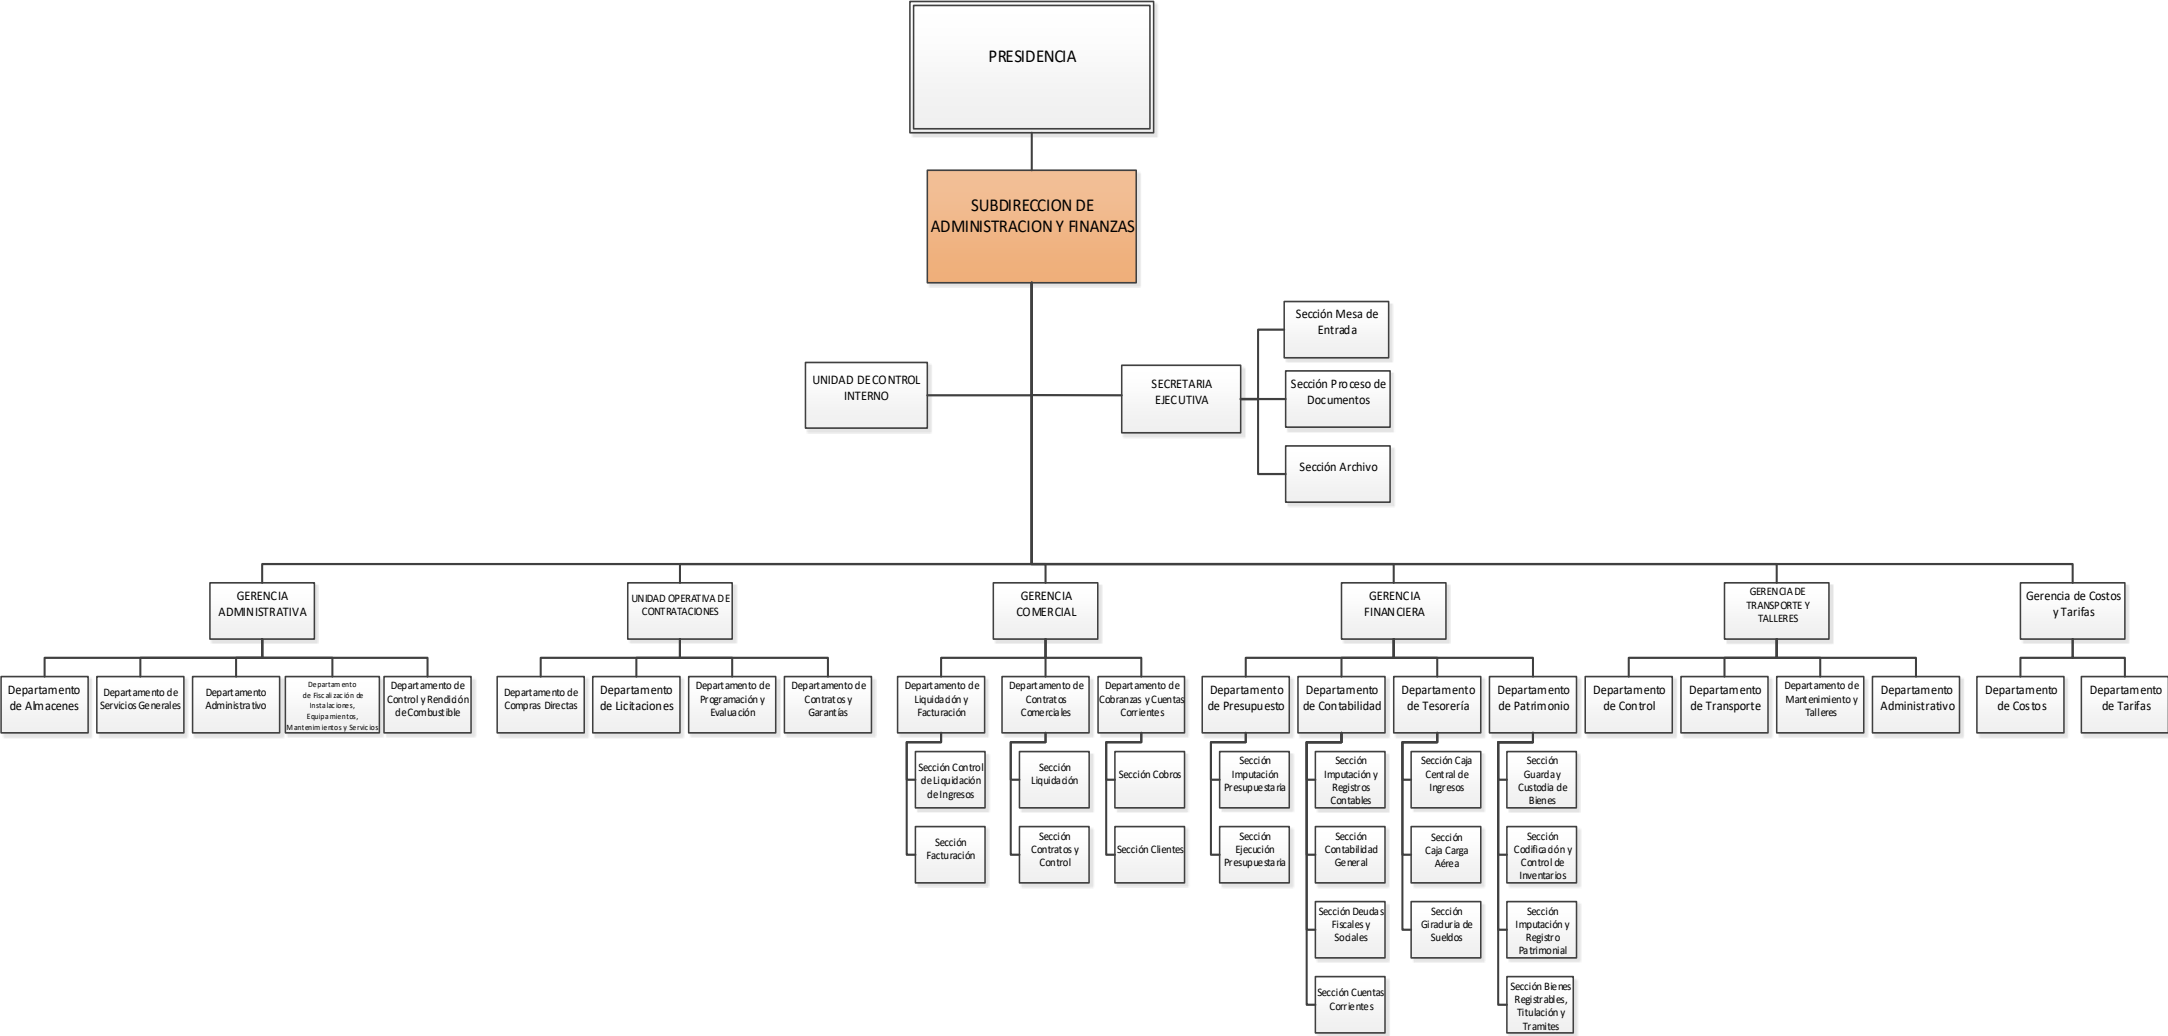 PRESIDENCIA
SUBDIRECCION DE
ADMINISTRACION Y FINANZAS
UNIDAD DE CONTROL
INTERNO
SECRETARIA
EJECUTIVA
Sección Mesa de
Entrada
Sección Proceso de
Documentos
Sección Archivo
GERENCIA
ADMINISTRATIVA
UNIDAD OPERATIVA DE
CONTRATACIONES
GERENCIA
COMERCIAL
GERENCIA
FINANCIERA
GERENCIA DE
TRANSPORTE Y
TALLERES
Gerencia de Costos
y Tarifas
Departamento
de Almacenes
Departamento de
Servicios Generales
Departamento
Administrativo
Departamento
de Fiscalización de
Instalaciones,
Equipamientos,
Mantenimientos y Servicios
Departamento de
Control y Rendición
de Combustible
Departamento de
Compras Directas
Departamento
de Licitaciones
Departamento de
Programación y
Evaluación
Departamento de
Contratos y
Garantías
Departamento de
Liquidación y
Facturación
Departamento de
Contratos
Comerciales
Departamento de
Cobranzas y Cuentas
Corrientes
Departamento
de Presupuesto
Departamento
de Contabilidad
Departamento
de Tesorería
Departamento
de Patrimonio
Departamento
de Control
Departamento
de Transporte
Departamento de
Mantenimiento y
Talleres
Departamento
Administrativo
Departamento
de Costos
Departamento
de Tarifas
Sección Control
de Liquidación
de Ingresos
Sección
Facturación
Sección
Liquidación
Sección
Contratos y
Control
Sección Cobros
Sección Clientes
Sección
Imputación
Presupuestaria
Sección
Ejecución
Presupuestaria
Sección
Imputación y
Registros
Contables
Sección
Contabilidad
General
Sección Deudas
Fiscales y
Sociales
Sección Cuentas
Corrientes
Sección Caja
Central de
Ingresos
Sección
Caja Carga
Aérea
Sección
Giraduria de
Sueldos
Sección
Guarda y
Custodia de
Bienes
Sección
Codificación y
Control de
Inventarios
Sección
Imputación y
Registro
Patrimonial
Sección Bienes
Registrables,
Titulación y
Tramites